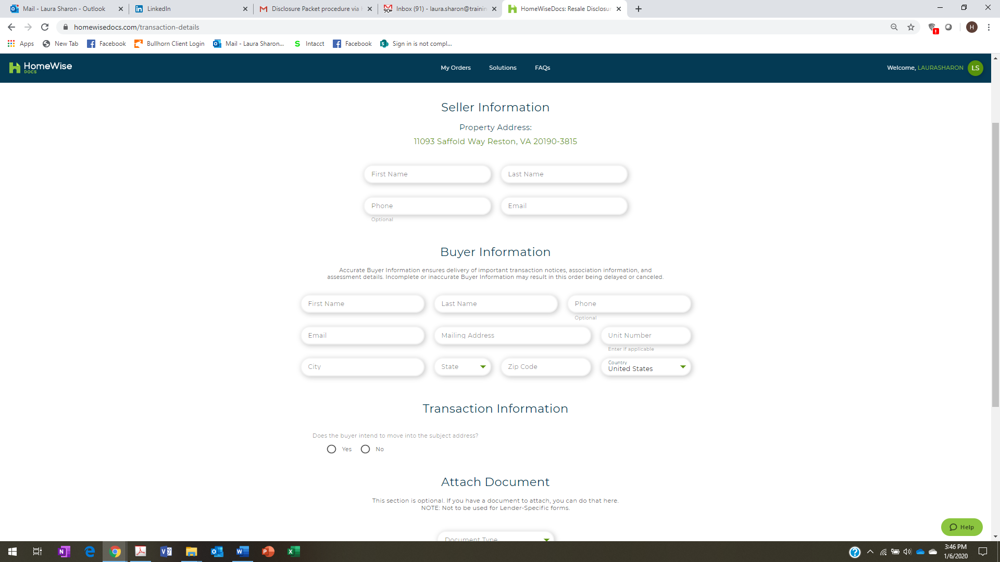 Mail - Laura Sharon - Outlook
LinkedIn
Disclosure Packet procedure via
Inbox (91) - laura.sharon@trainin
HomeWiseDocs: Resale Disclosur
homewisedocs.com/transaction-details
H
Apps
New Tab
Facebook
Bullhorn Client Login
Mail - Laura Sharon...
Intacct
Facebook
Sign in is not compl...
HomeWise
DOCS
My Orders
Solutions
FAQs
Welcome, LAURASHARON
LS
Seller Information
Property Address:
11093 Saffold Way Reston, VA 20190-3815
First Name
Last Name
Phone
Email
Optional
Buyer Information
Accurate Buyer Information ensures delivery of important transaction notices, association information, and
assessment details. Incomplete or inaccurate Buyer Information may result in this order being delayed or canceled.
First Name
Last Name
Phone
Optional
Email
Mailing Address
Unit Number
Enter if applicable
City
State
Zip Code
Country
United States
Transaction Information
Does the buyer intend to move into the subject address?
Yes
No
Attach Document
This section is optional. If you have a document to attach, you can do that here.
NOTE: Not to be used for Lender-Specific forms.
Document Type
Help
3:46 PM
1/6/2020